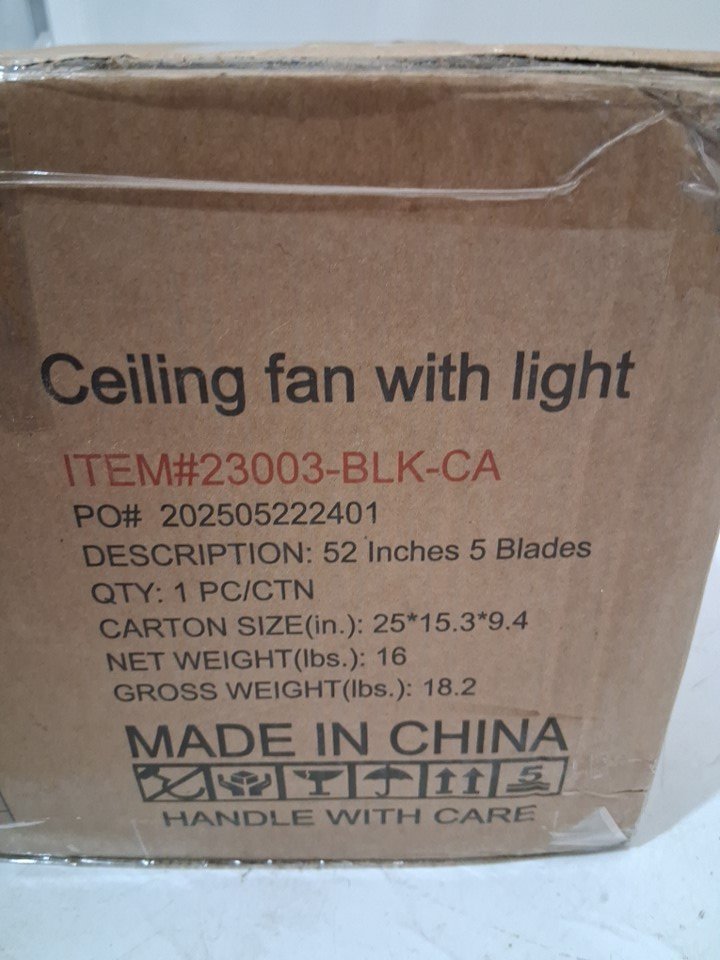 Ceiling fan with light
ITEM#23003-BLK-CA
PO# 202505222401
DESCRIPTION: 52 Inches 5 Blades
QTY: 1 PC/CTN
CARTON SIZE(in.): 25*15.3*9.4
NET WEIGHT(lbs.): 16
GROSS WEIGHT(lbs.): 18.2
MADE IN CHINA
5
HANDLE WITH CARE